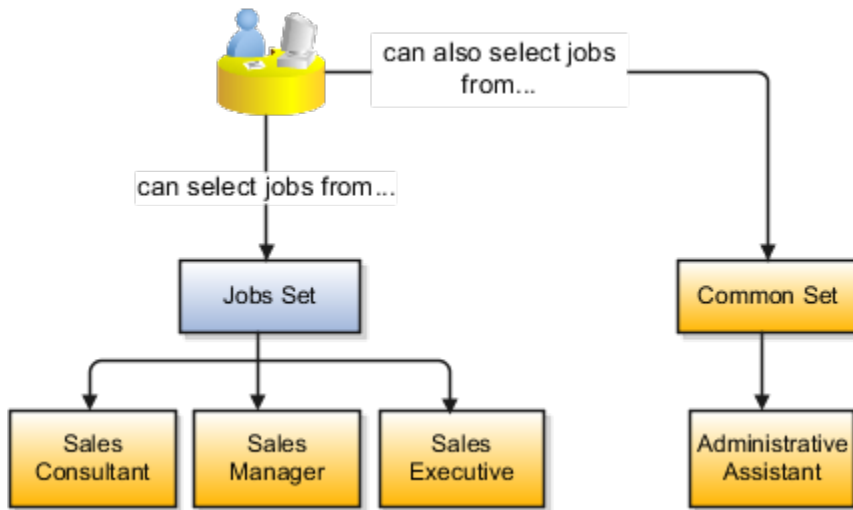 can also select jobs
from...
can select jobs from...
Jobs Set
Common Set
Sales
Consultant
Sales
Manager
Sales
Executive
Administrative
Assistant